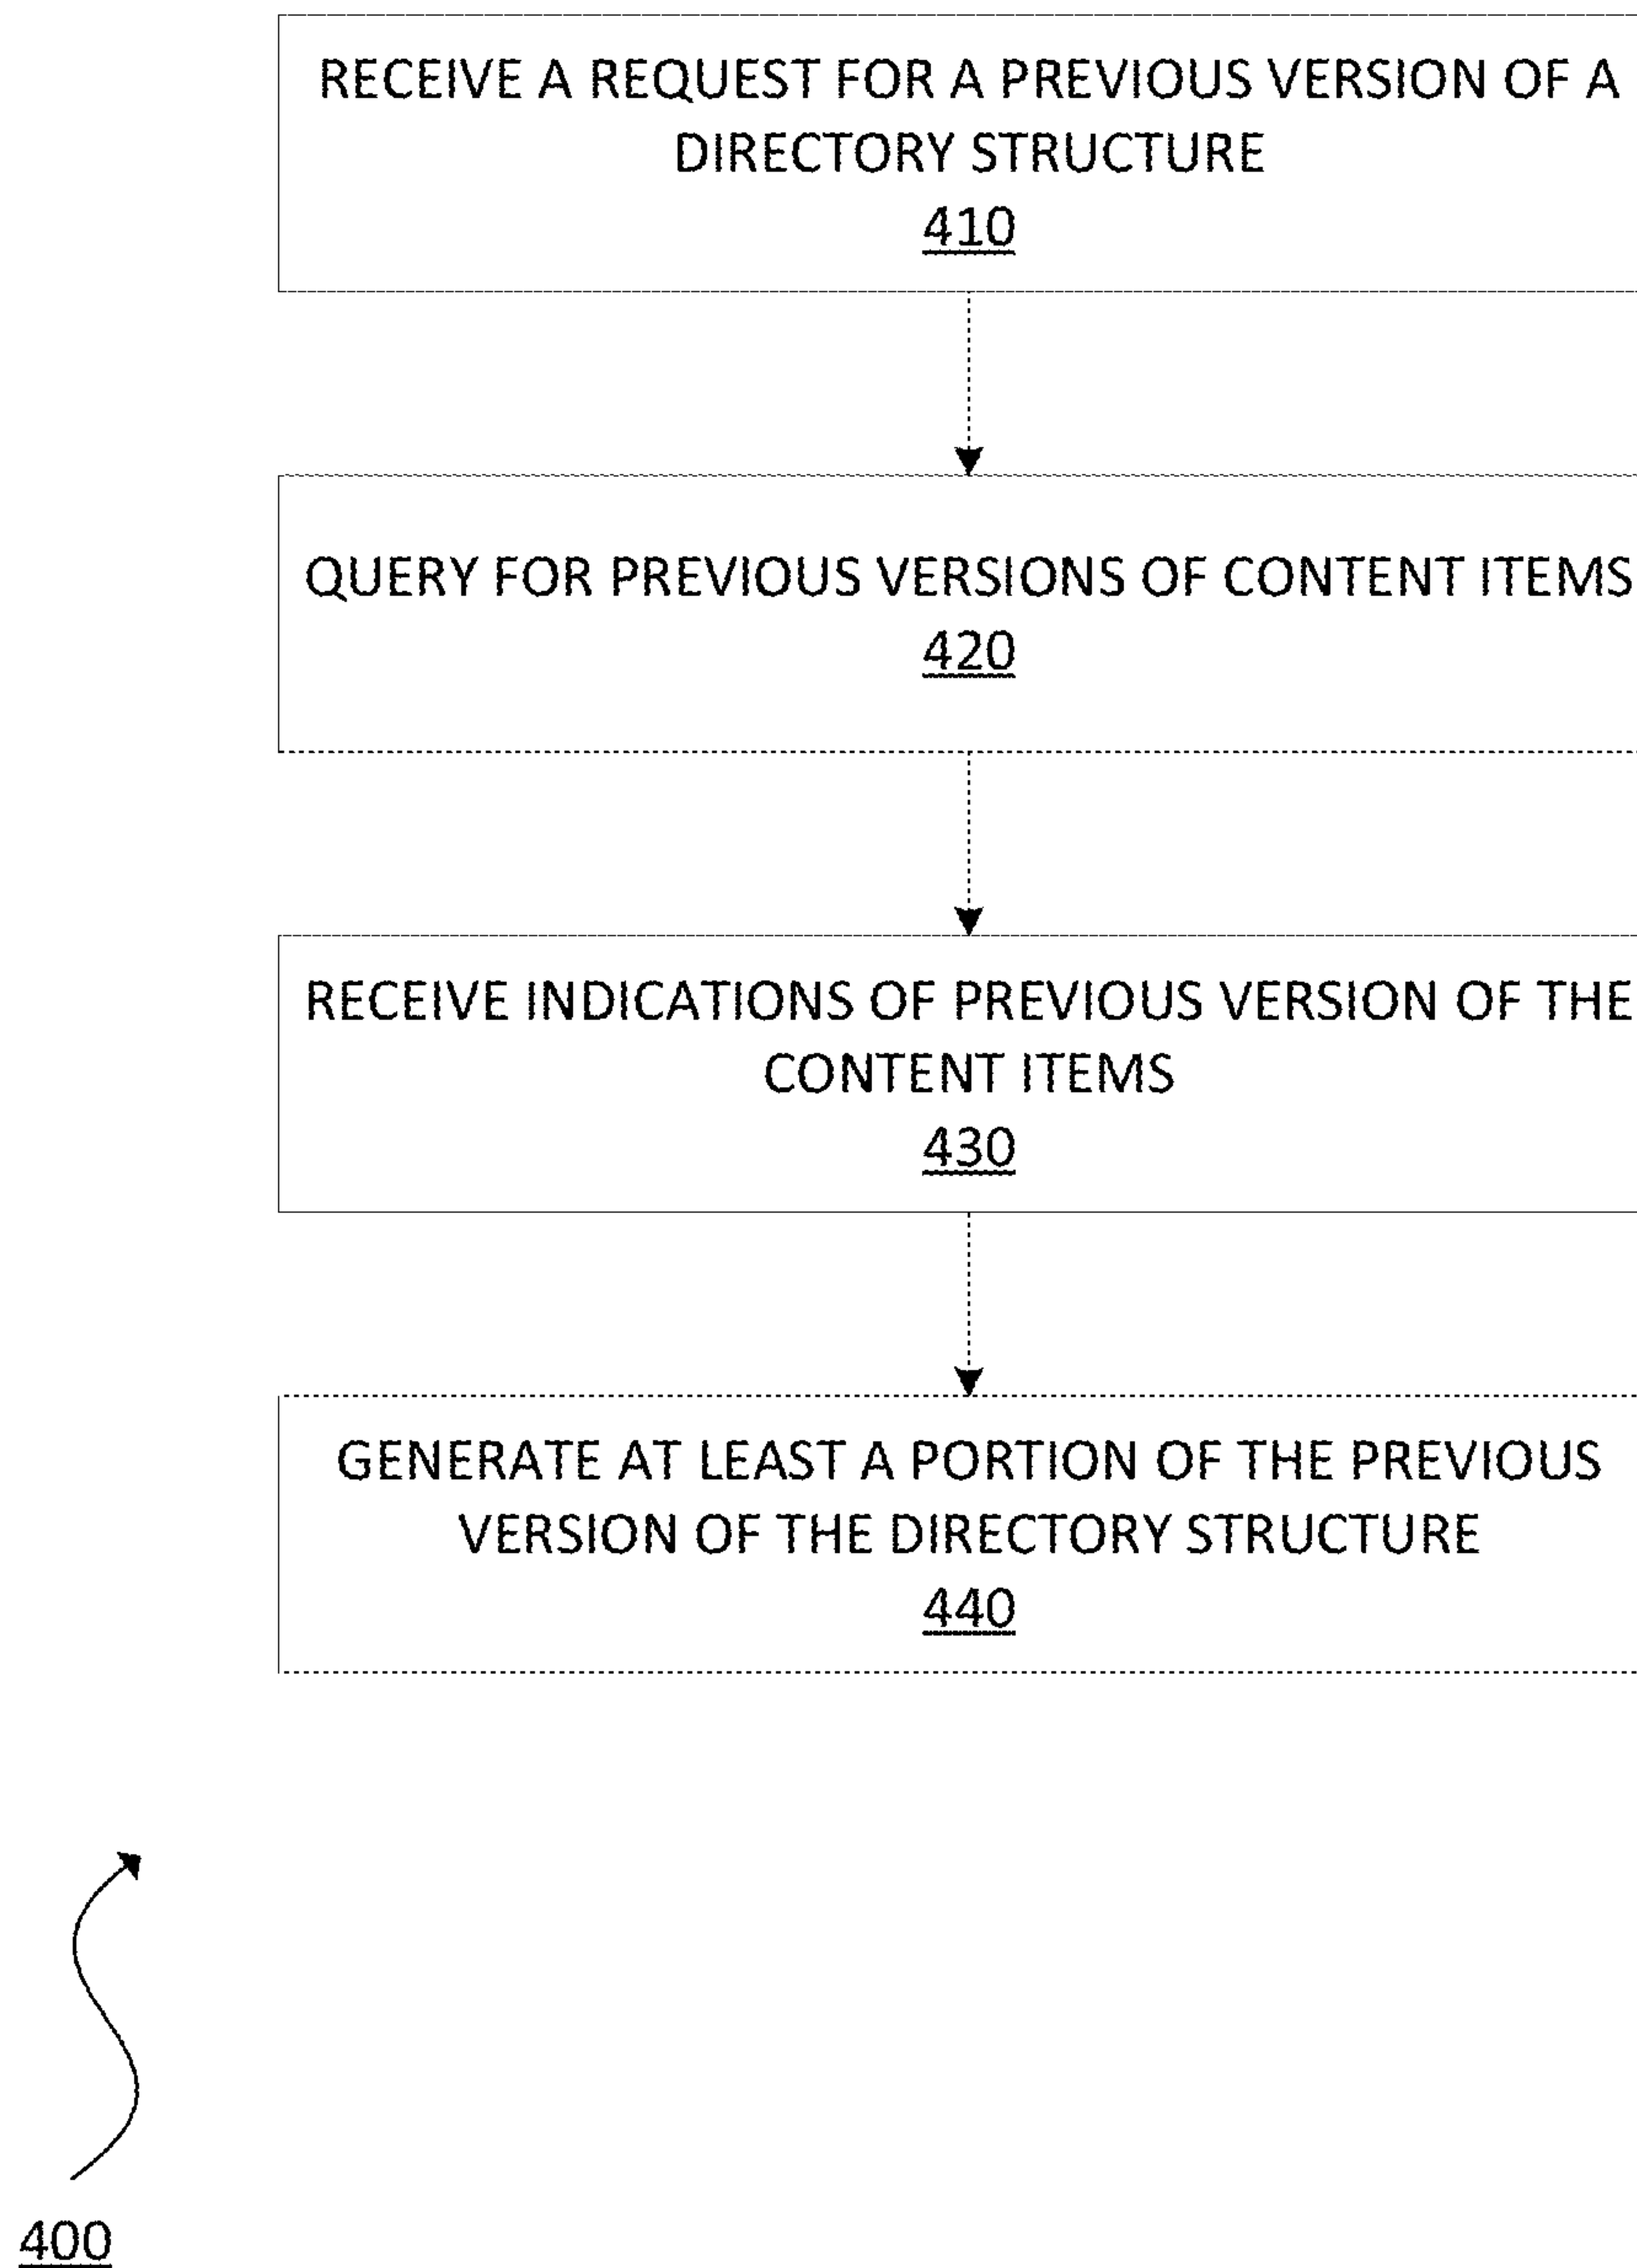 RECEIVE A REQUEST FOR A PREVIOUS VERSION OF A
DIRECTORY STRUCTURE
410
QUERY FOR PREVIOUS VERSIONS OF CONTENT ITEMS
420
RECEIVE INDICATIONS OF PREVIOUS VERSION OF THE
CONTENT ITEMS
430
GENERATE AT LEAST A PORTION OF THE PREVIOUS
VERSION OF THE DIRECTORY STRUCTURE
440
400